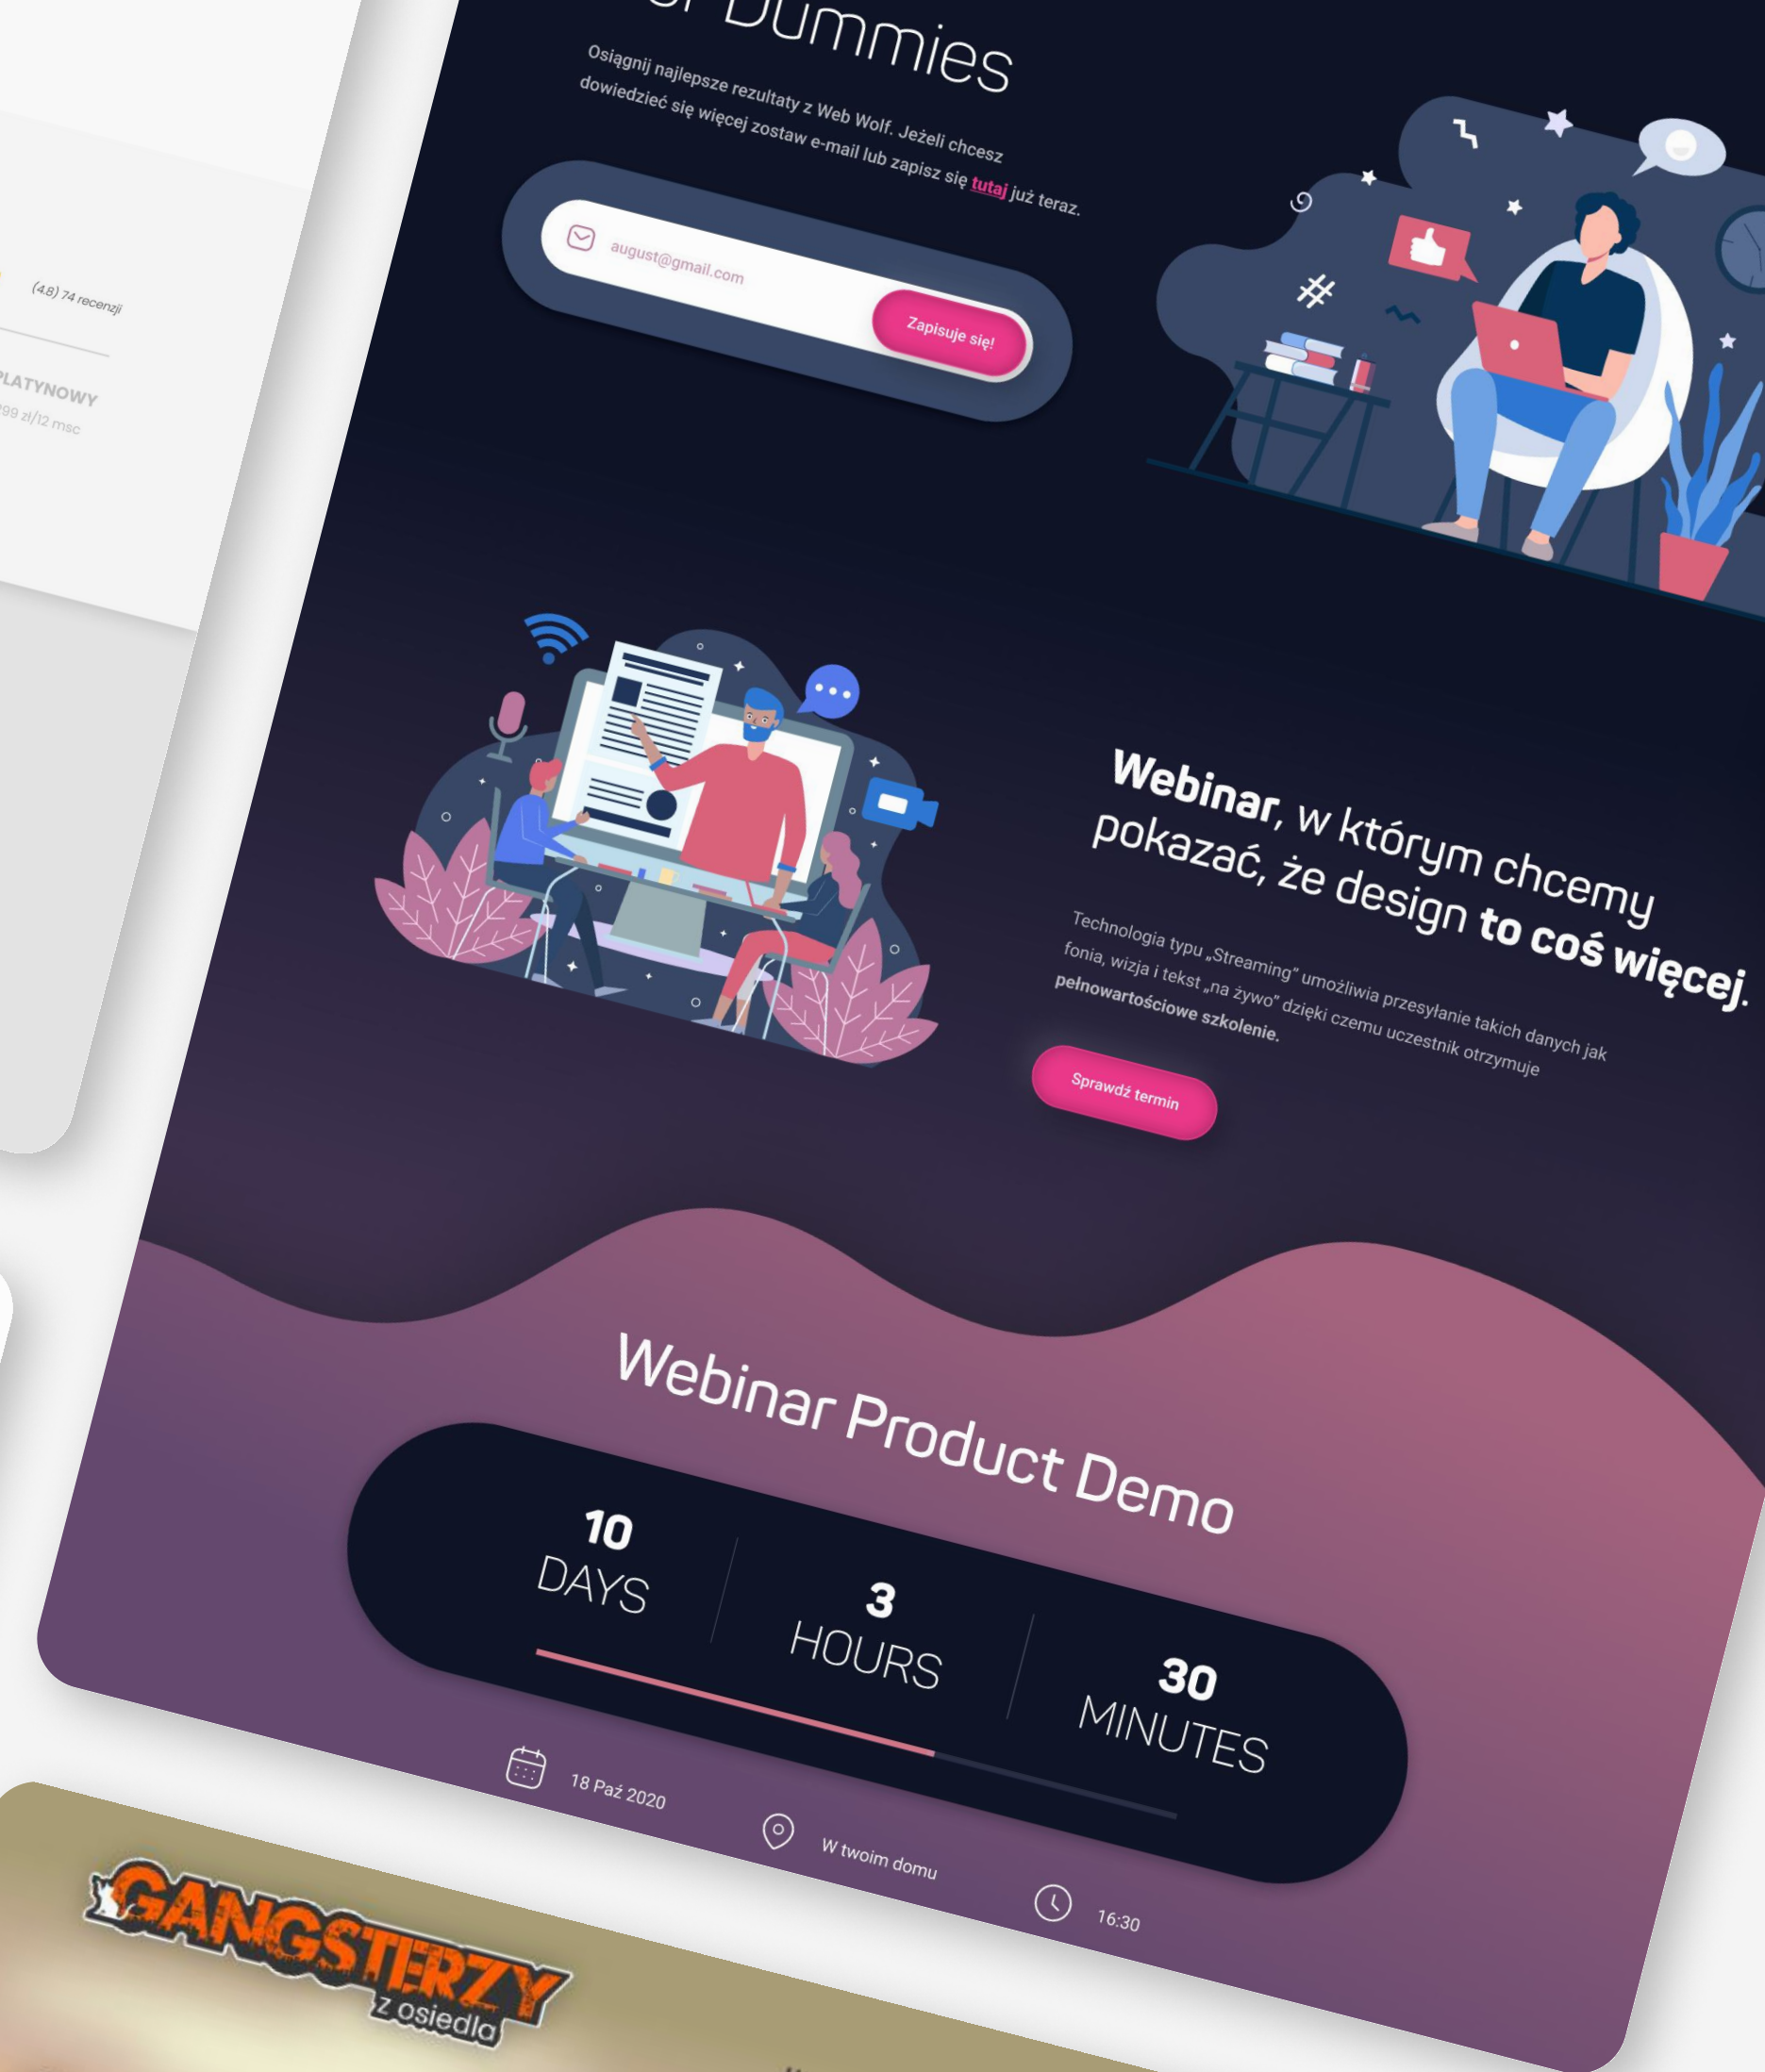 Dummies
Osiągnij najlepsze rezultaty z Web Wolf. Jeżeli chcesz
dowiedzieć się więcej zostaw e-mail lub zapisz się tutaj już teraz.
august@gmail.com
Zapisuje się!
(4.8) 74 recenzji
PLATYNOWY
99 zł/12 msc
Webinar, w którym chcemy
pokazać, że design to coś więcej.
Technologia typu „Streaming” umożliwia przesyłanie takich danych jak
fonia, wizja i tekst „na żywo” dzięki czemu uczestnik otrzymuje
pełnowartościowe szkolenie.
Sprawdź termin
Webinar Product Demo
10
DAYS
3
HOURS
30
MINUTES
18 Paź 2020
W twoim domu
16:30
GANGSTERZY
z osiedla